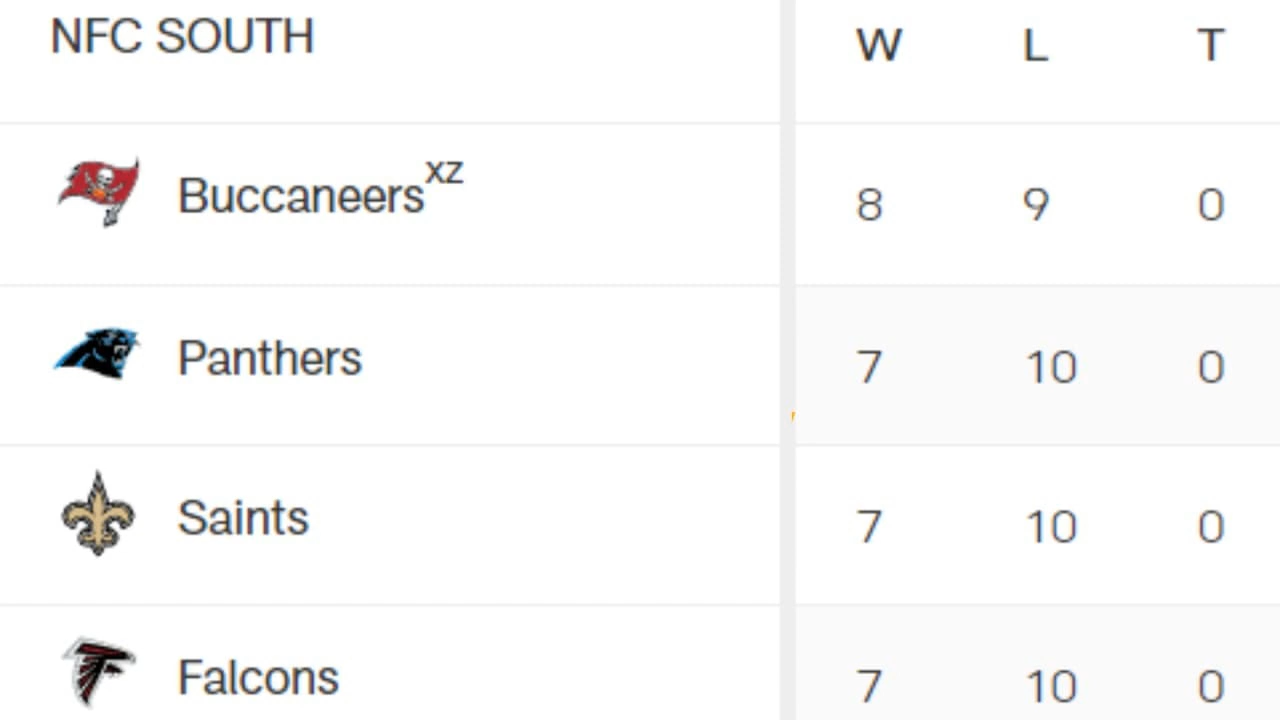 NFC SOUTH W L T
Buccaneersxz 8 9 0
Panthers 7 10 0
Saints 7 10 0
Falcons 7 10 0